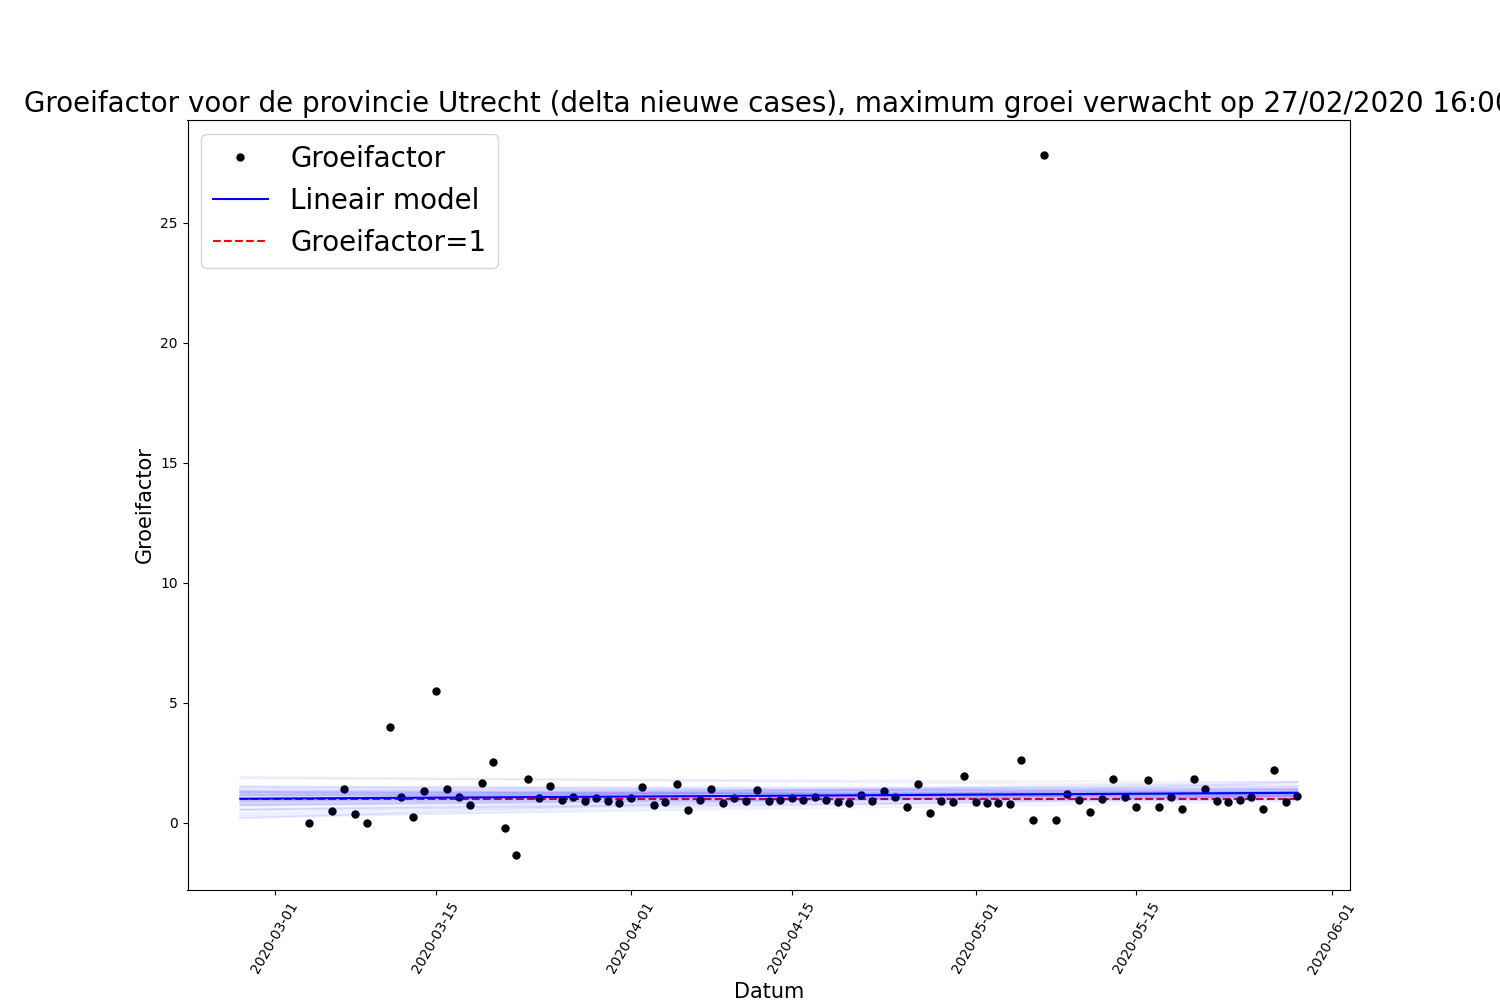 Groeifactor voor de provincie Utrecht (delta nieuwe cases), maximum groei verwacht op 27/02/2020 16:00
Groeifactor
Lineair model
Groeifactor=1
Groeifactor
25
20
15
10
5
0
2020-03-01
2020-03-15
2020-04-01
2020-04-15
2020-05-01
2020-05-15
2020-06-01
Datum